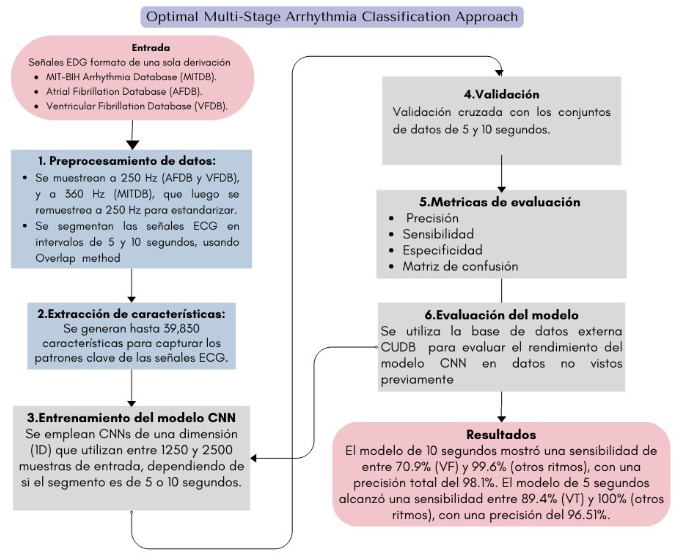 Optimal Multi-Stage Arrhythmia Classification Approach
Entrada
Señales EDG formato de una sola derivación
• MIT-BIH Arrhythmia Database (MITDB).
• Atrial Fibrillation Database (AFDB).
• Ventricular Fibrillation Database (VFDB).
1. Preprocesamiento de datos:
• Se muestrean a 250 Hz (AFDB y VFDB),
y a 360 Hz (MITDB), que luego se
remuestrea a 250 Hz para estandarizar.
• Se segmentan las señales ECG en
intervalos de 5 y 10 segundos, usando
Overlap method
2.Extracción de características:
Se generan hasta 39,830
características para capturar los
patrones clave de las señales ECG.
3.Entrenamiento del modelo CNN
Se emplean CNNs de una dimensión
(1D) que utilizan entre 1250 y 2500
muestras de entrada, dependiendo de
si el segmento es de 5 o 10 segundos.
4.Validación
Validación cruzada con los conjuntos
de datos de 5 y 10 segundos.
5.Metricas de evaluación
• Precisión
• Sensibilidad
• Especificidad
• Matriz de confusión
6.Evaluación del modelo
Se utiliza la base de datos externa
CUDB para evaluar el rendimiento del
modelo CNN en datos no vistos
previamente
Resultados
El modelo de 10 segundos mostró una sensibilidad de
entre 70.9% (VF) y 99.6% (otros ritmos), con una
precisión total del 98.1%. El modelo de 5 segundos
alcanzó una sensibilidad entre 89.4% (VT) y 100% (otros
ritmos), con una precisión del 96.51%.